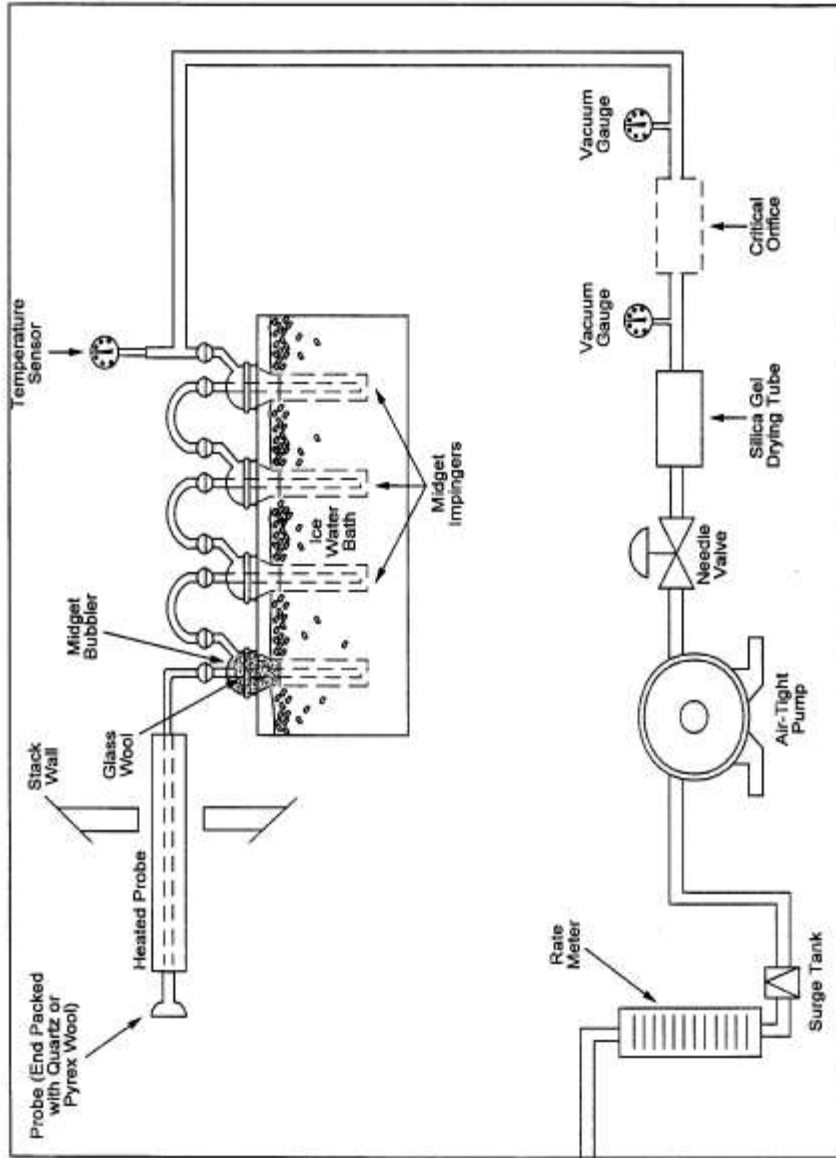 Probe (End Packed
with Quartz or
Pyrex Wool)
Heated Probe
Stack
Wall
Glass
Wool
Midget
Bubbler
Ice
Water
Bath
Midget
Impingers
Temperature
Sensor
Vacuum
Gauge
Critical
Orifice
Vacuum
Gauge
Silica Gel
Drying Tube
Needle
Valve
Air-Tight
Pump
Rate
Meter
Surge Tank